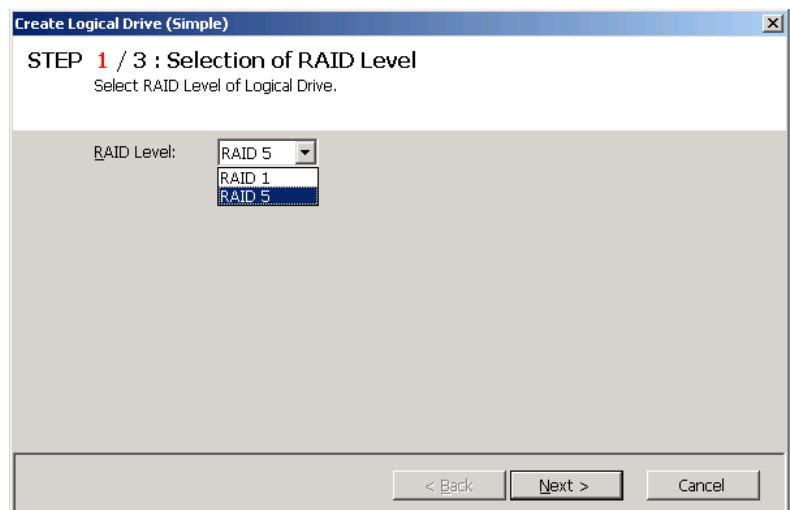 Create Logical Drive (Simple)
STEP 1 / 3 : Selection of RAID Level
Select RAID Level of Logical Drive.
RAID Level: RAID 5
RAID 1
RAID 5
< Back Next > Cancel